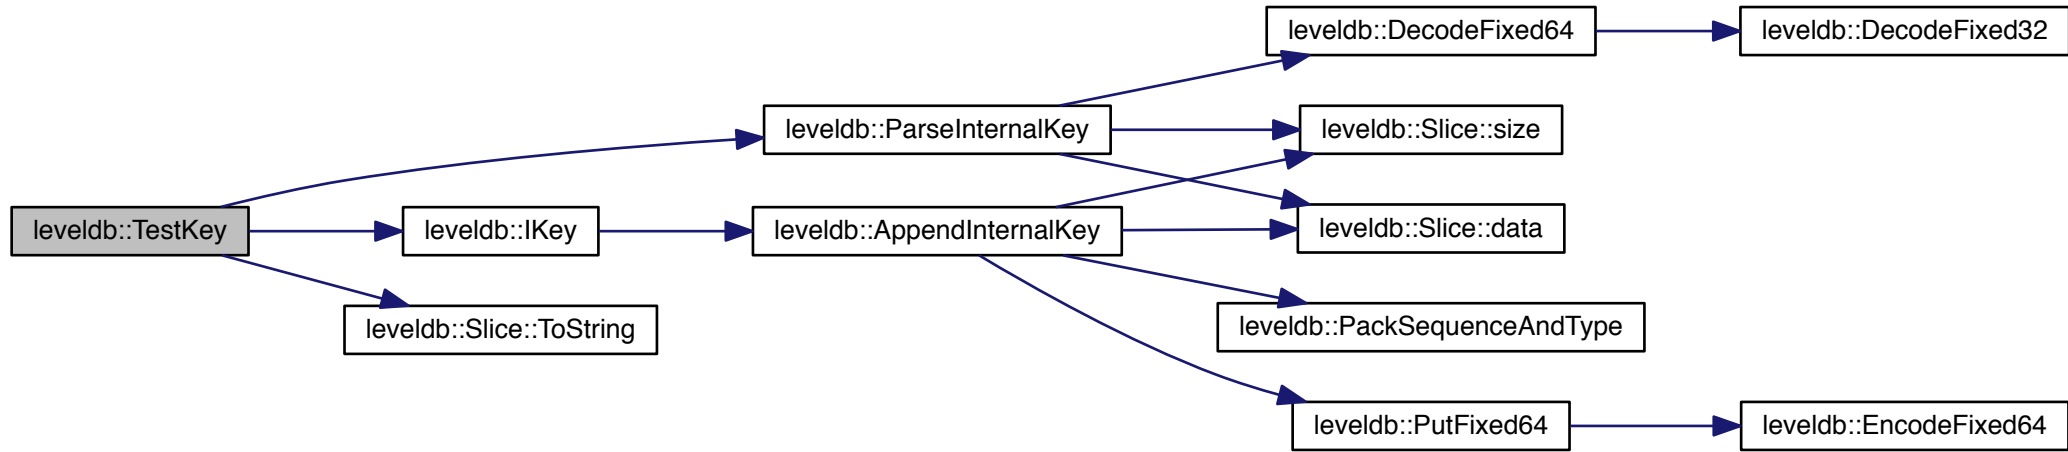 leveldb::DecodeFixed64
leveldb::DecodeFixed32
leveldb::ParseInternalKey
leveldb::Slice::size
leveldb::TestKey
leveldb::IKey
leveldb::AppendInternalKey
leveldb::Slice::data
leveldb::Slice::ToString
leveldb::PackSequenceAndType
leveldb::PutFixed64
leveldb::EncodeFixed64